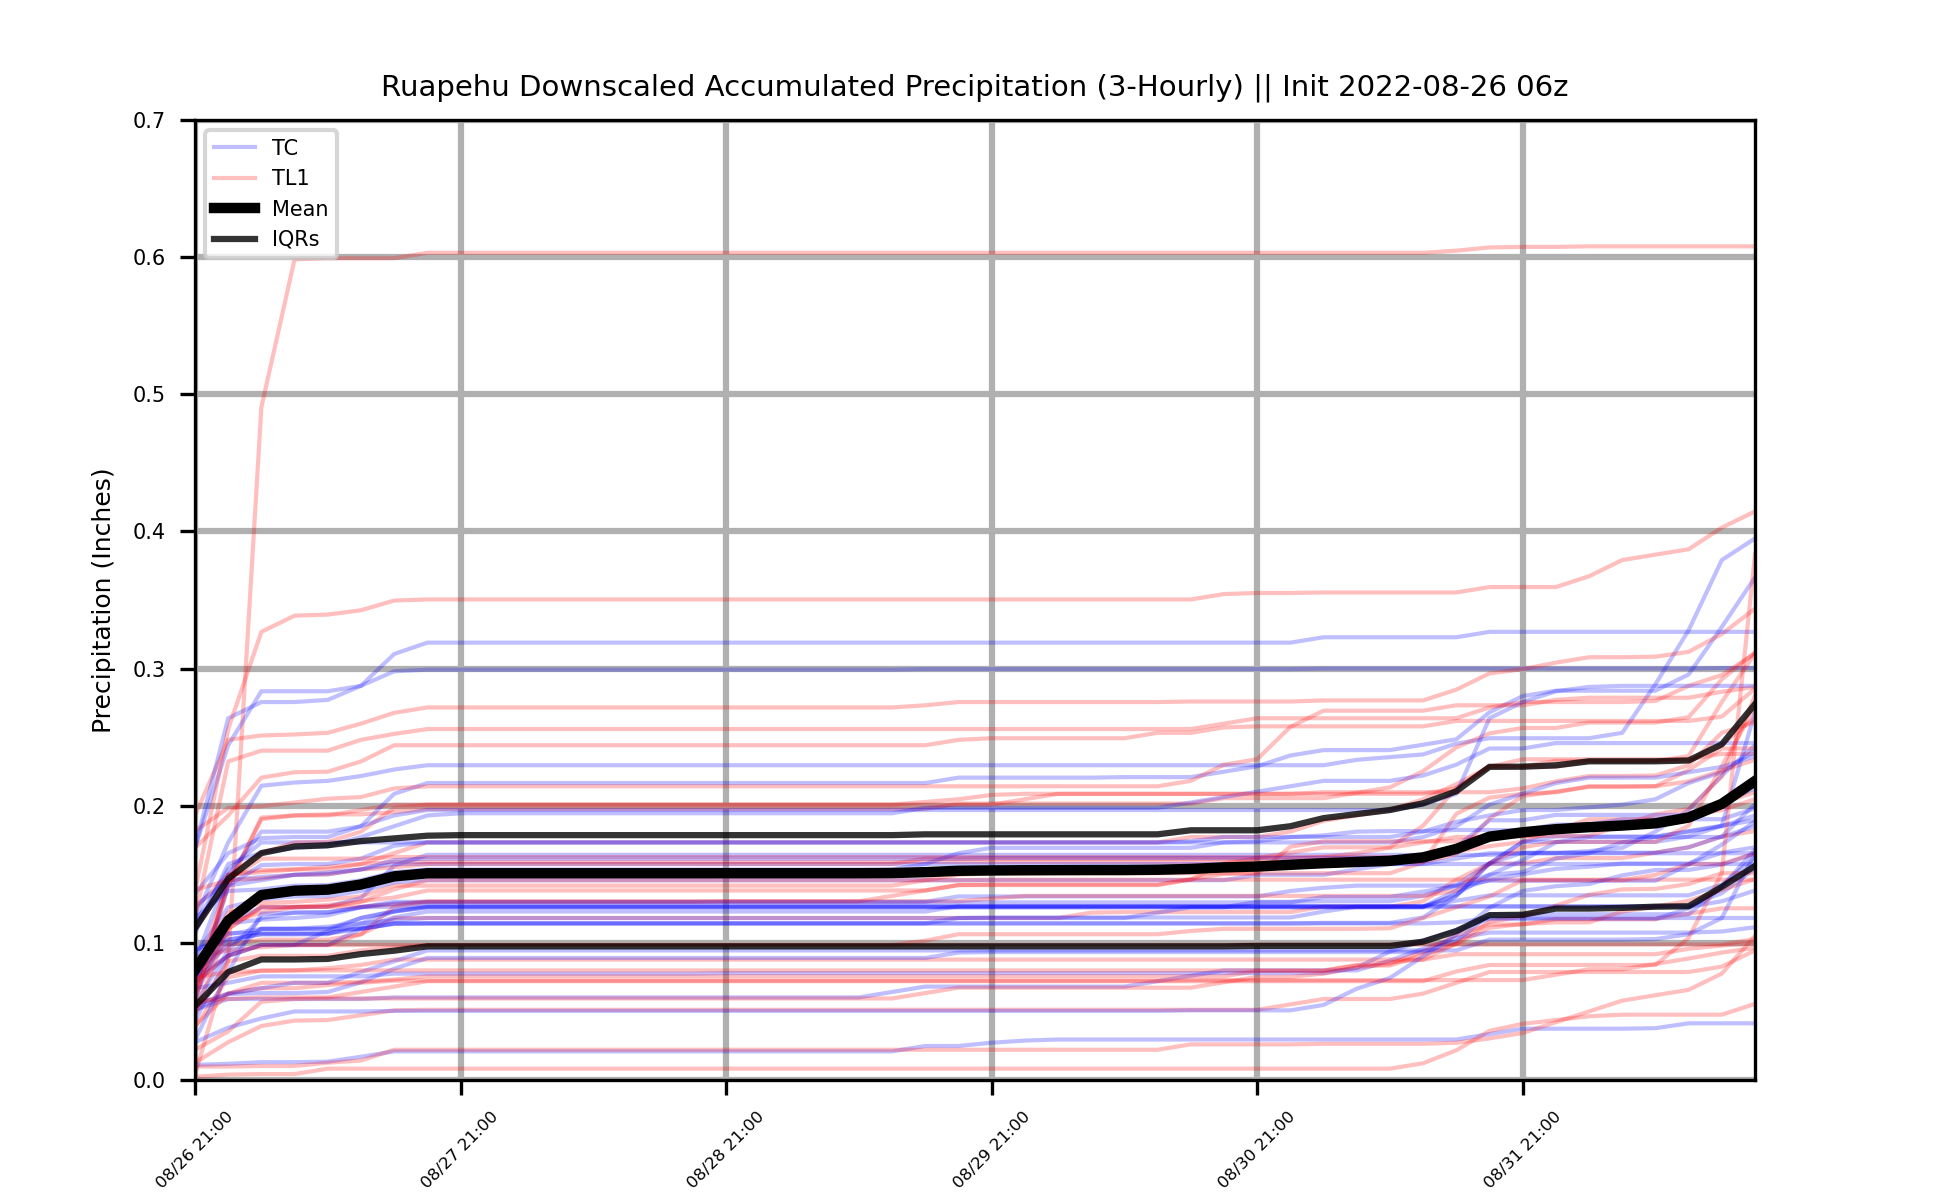 Ruapehu Downscaled Accumulated Precipitation (3-Hourly) || Init 2022-08-26 06z
TC
TL1
Mean
IQRs
Precipitation (Inches)
0.7
0.6
0.5
0.4
0.3
0.2
0.1
0.0
08/26 21:00
08/27 21:00
08/28 21:00
08/29 21:00
08/30 21:00
08/31 21:00